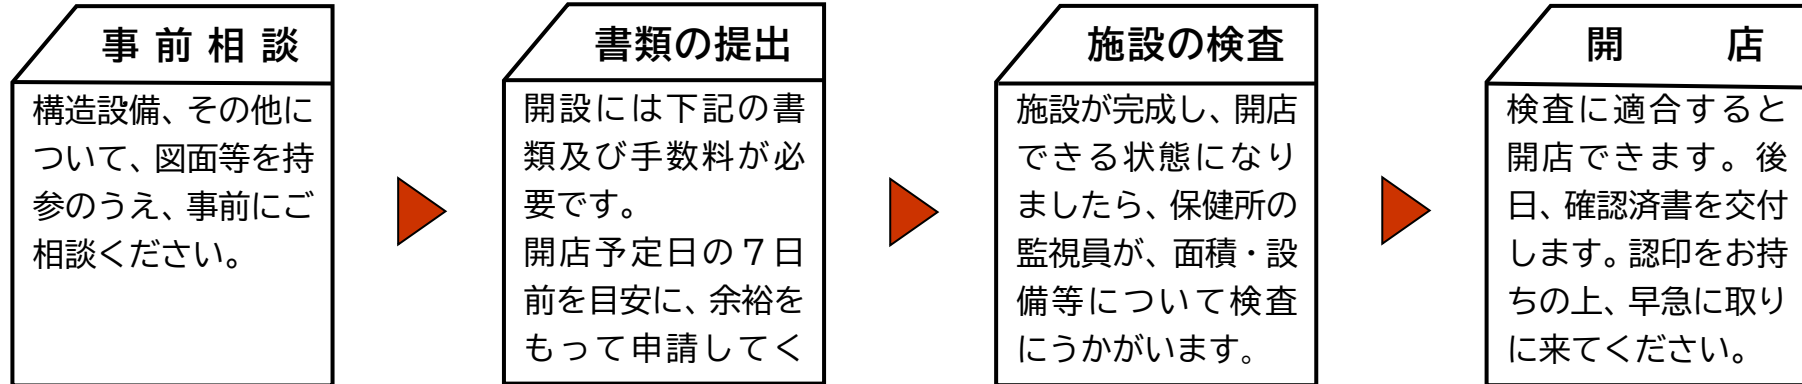 事前相談
構造設備、その他に
ついて、図面等を持
参のうえ、事前にご
相談ください。
書類の提出
開設には下記の書
類及び手数料が必
要です。
開店予定日の７日
前を目安に、余裕を
もって申請してく
施設の検査
施設が完成し、開店
できる状態になり
ましたら、保健所の
監視員が、面積・設
備等について検査
にうかがいます。
開店
検査に適合すると
開店できます。後
日、確認済書を交付
します。認印をお持
ちの上、早急に取り
に来てください。